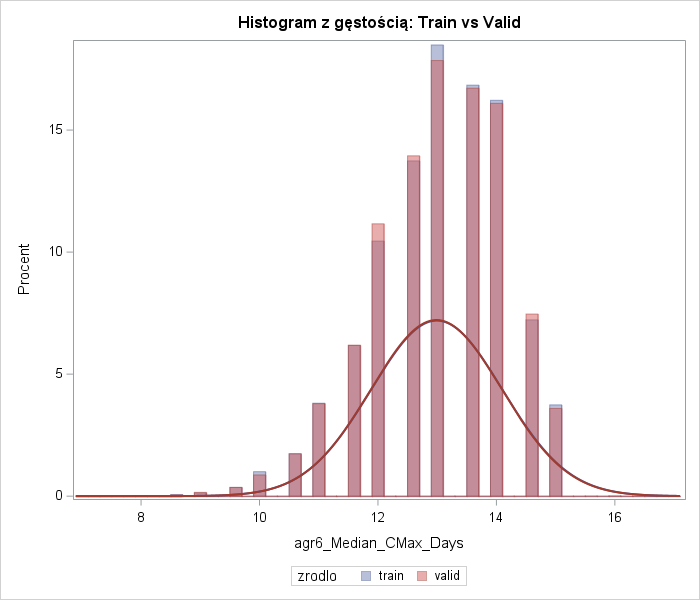 Histogram z gęstością: Train vs Valid
15
10
5
0
Procent
8 10 12 14 16
agr6_Median_CMax_Days
zrodlo train valid